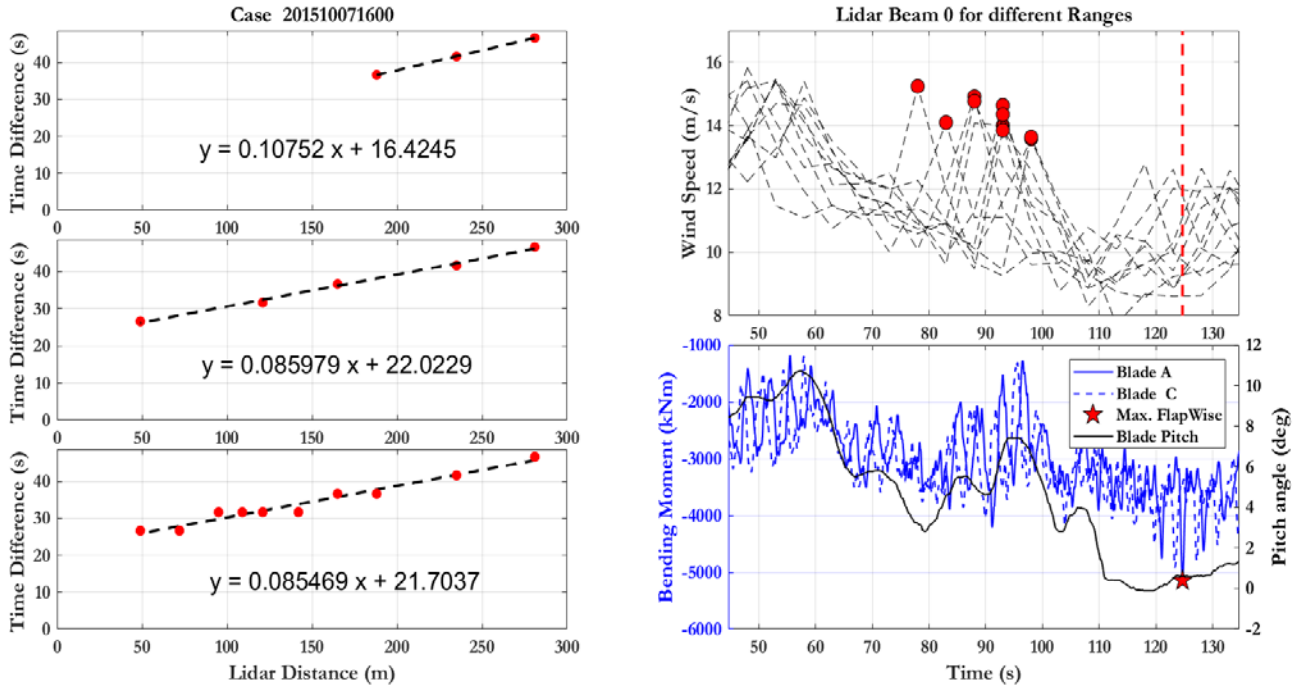 Case 201510071600
Time Difference (s)
40
30
20
10
0
0 50 100 150 200 250 300
y = 0.10752 x + 16.4245
Time Difference (s)
40
30
20
10
0
0 50 100 150 200 250 300
y = 0.085979 x + 22.0229
Time Difference (s)
40
30
20
10
0
0 50 100 150 200 250 300
y = 0.085469 x + 21.7037
Lidar Distance (m)
Lidar Beam 0 for different Ranges
Wind Speed (m/s)
16
14
12
10
8
50 60 70 80 90 100 110 120 130
Bending Moment (kNm)
-1000
-2000
-3000
-4000
-5000
-6000
Blade A
Blade C
Max. FlapWise
Blade Pitch
12
10
8
6
4
2
0
-2
Pitch angle (deg)
50 60 70 80 90 100 110 120 130
Time (s)